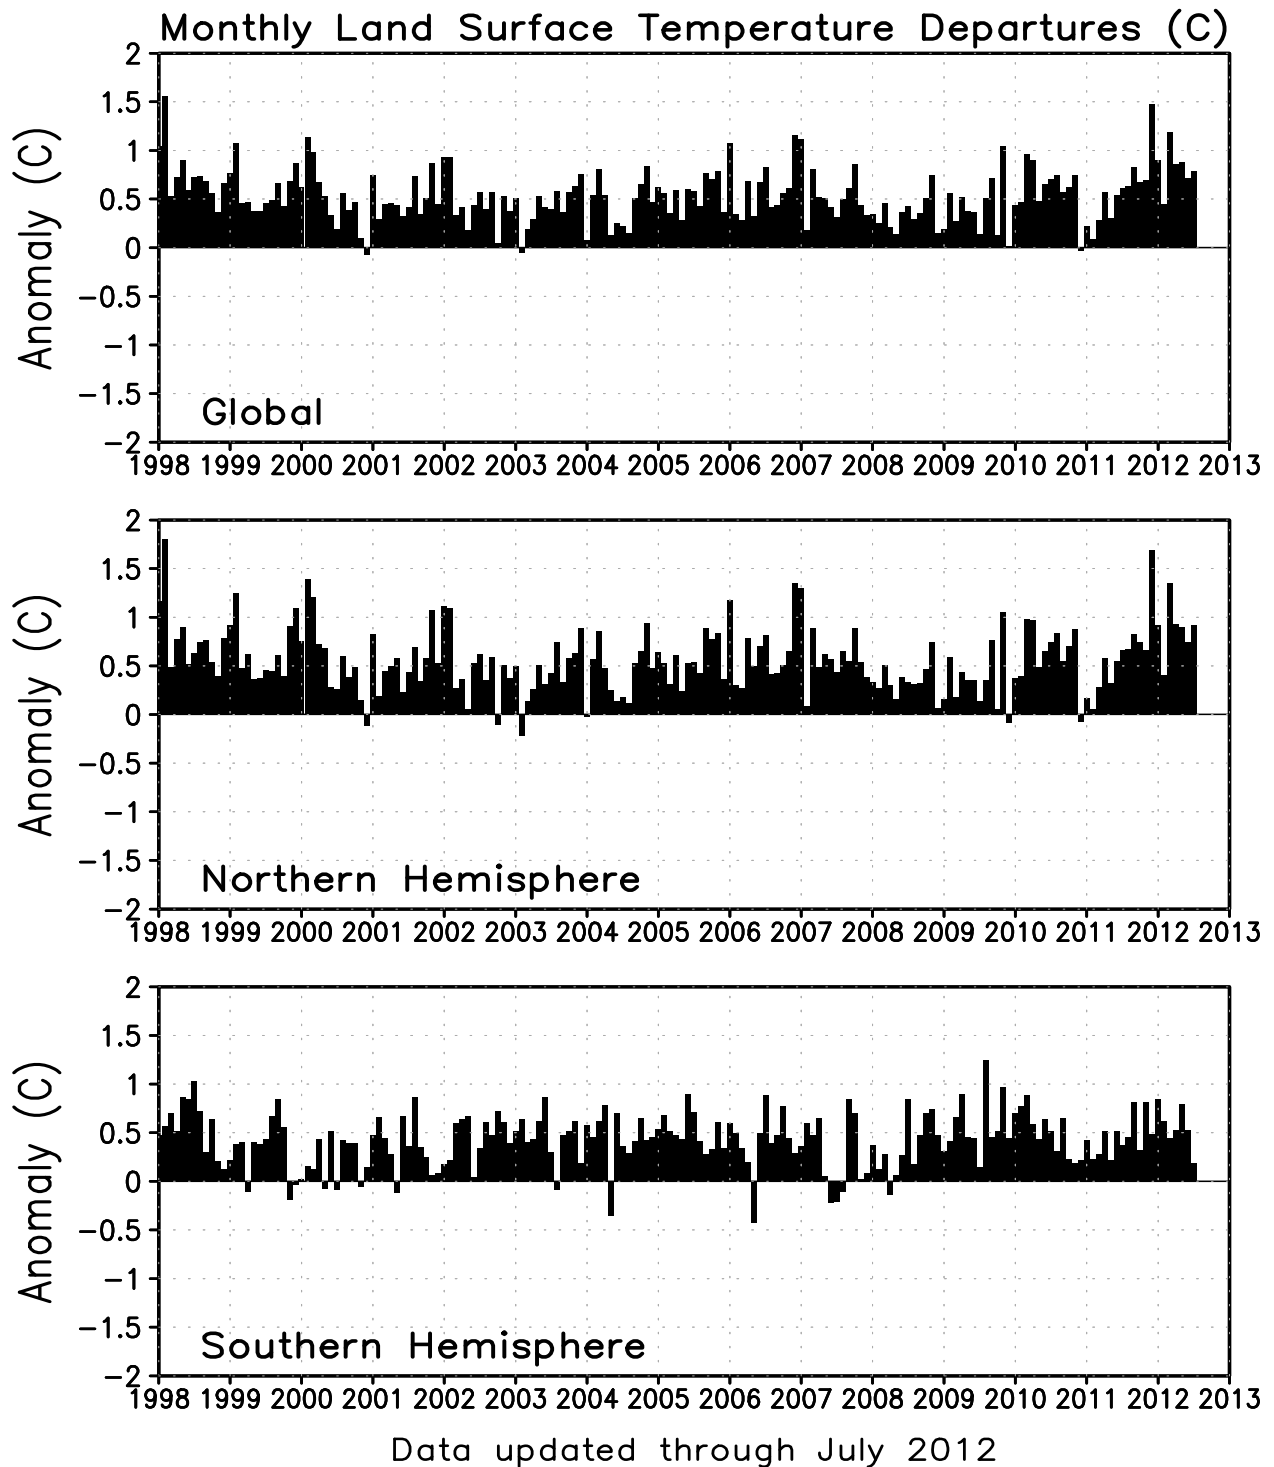 Monthly Land Surface Temperature Departures (C)
Anomaly (C)
2
1.5
1
0.5
0
−0.5
−1
−1.5
−2
Global
1998 1999 2000 2001 2002 2003 2004 2005 2006 2007 2008 2009 2010 2011 2012 2013
Anomaly (C)
2
1.5
1
0.5
0
−0.5
−1
−1.5
−2
Northern Hemisphere
1998 1999 2000 2001 2002 2003 2004 2005 2006 2007 2008 2009 2010 2011 2012 2013
Anomaly (C)
2
1.5
1
0.5
0
−0.5
−1
−1.5
−2
Southern Hemisphere
1998 1999 2000 2001 2002 2003 2004 2005 2006 2007 2008 2009 2010 2011 2012 2013
Data updated through July 2012